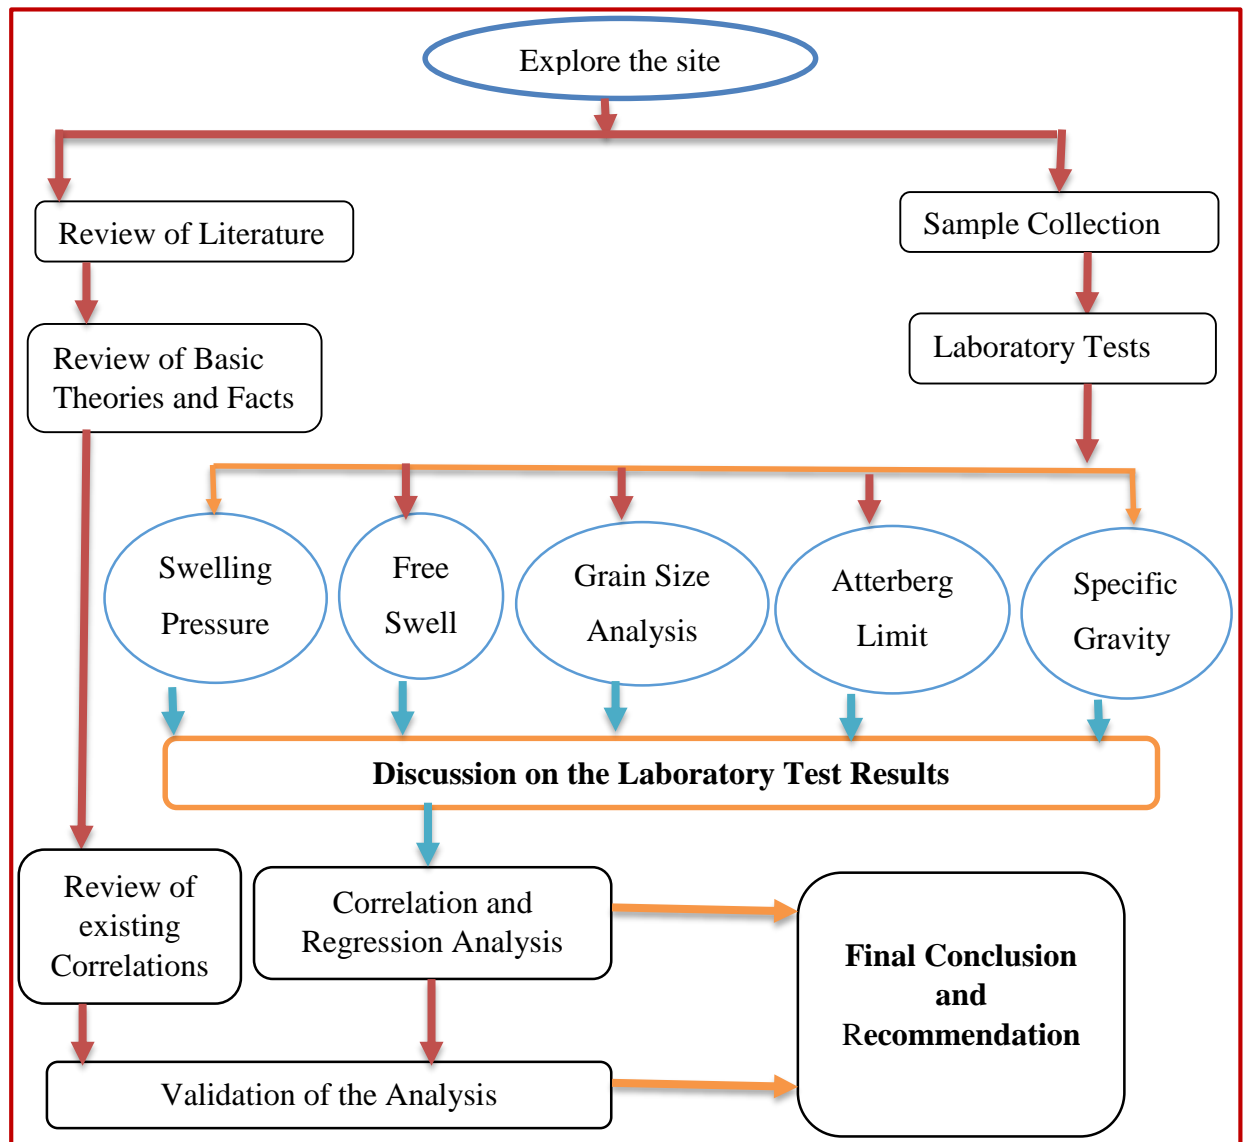 Explore the site
Review of Literature
Sample Collection
Review of Basic
Theories and Facts
Laboratory Tests
Swelling
Pressure
Free
Swell
Grain Size
Analysis
Atterberg
Limit
Specific
Gravity
Discussion on the Laboratory Test Results
Review of
existing
Correlations
Correlation and
Regression Analysis
Final Conclusion
and
Recommendation
Validation of the Analysis